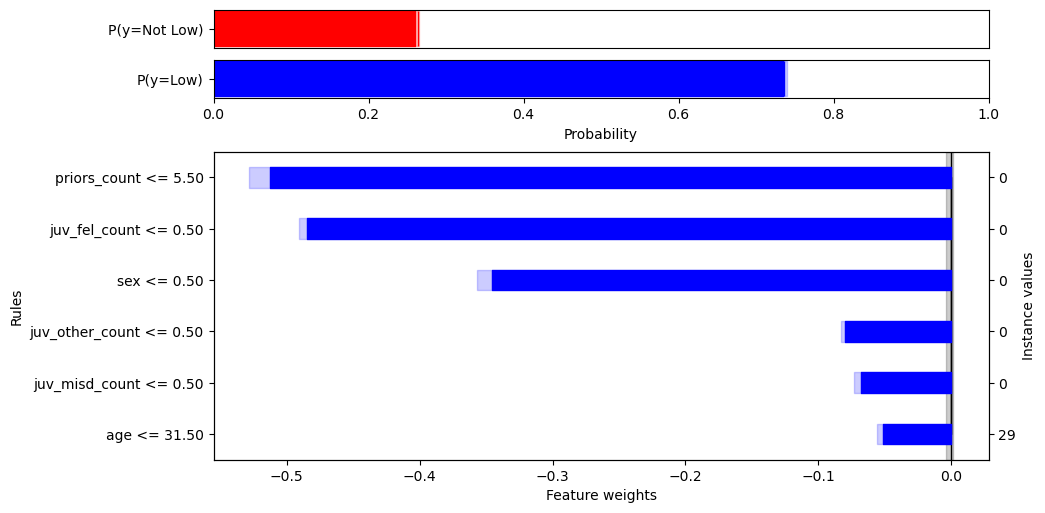 P(y=Not Low)
P(y=Low)
0.0 0.2 0.4 0.6 0.8 1.0
Probability
Rules
priors_count <= 5.50 0
juv_fel_count <= 0.50 0
sex <= 0.50 0
juv_other_count <= 0.50 0
juv_misd_count <= 0.50 0
age <= 31.50 29
Instance values
−0.5 −0.4 −0.3 −0.2 −0.1 0.0
Feature weights